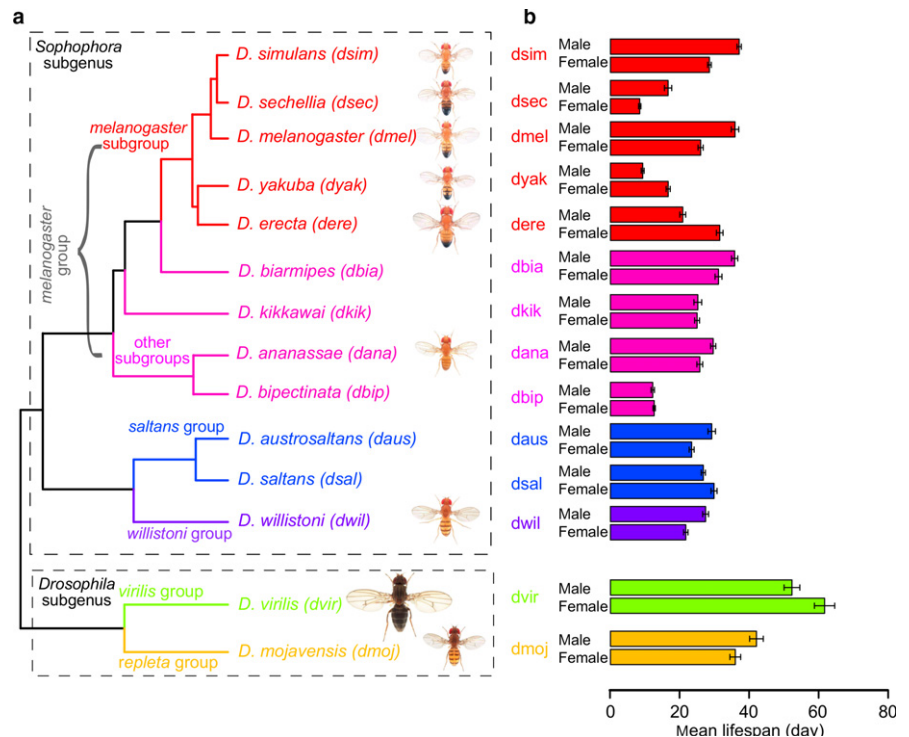 a
Sophophora
subgenus
melanogaster
subgroup
melanogaster
group
other
subgroups
saltans group
willistoni group
D. simulans (dsim)
D. sechellia (dsec)
D. melanogaster (dmel)
D. yakuba (dyak)
D. erecta (dere)
D. biarmipes (dbia)
D. kikkawai (dkik)
D. ananassae (dana)
D. bipectinata (dbip)
D. austrosaltans (daus)
D. saltans (dsal)
D. willistoni (dwil)
Drosophila
subgenus
virilis group
repleta group
D. virilis (dvir)
D. mojavensis (dmoj)
b
dsim Male
Female
dsec Male
Female
dmel Male
Female
dyak Male
Female
dere Male
Female
dbia Male
Female
dkik Male
Female
dana Male
Female
dbip Male
Female
daus Male
Female
dsal Male
Female
dwil Male
Female
dvir Male
Female
dmoj Male
Female
0 20 40 60 80
Mean lifespan (day)